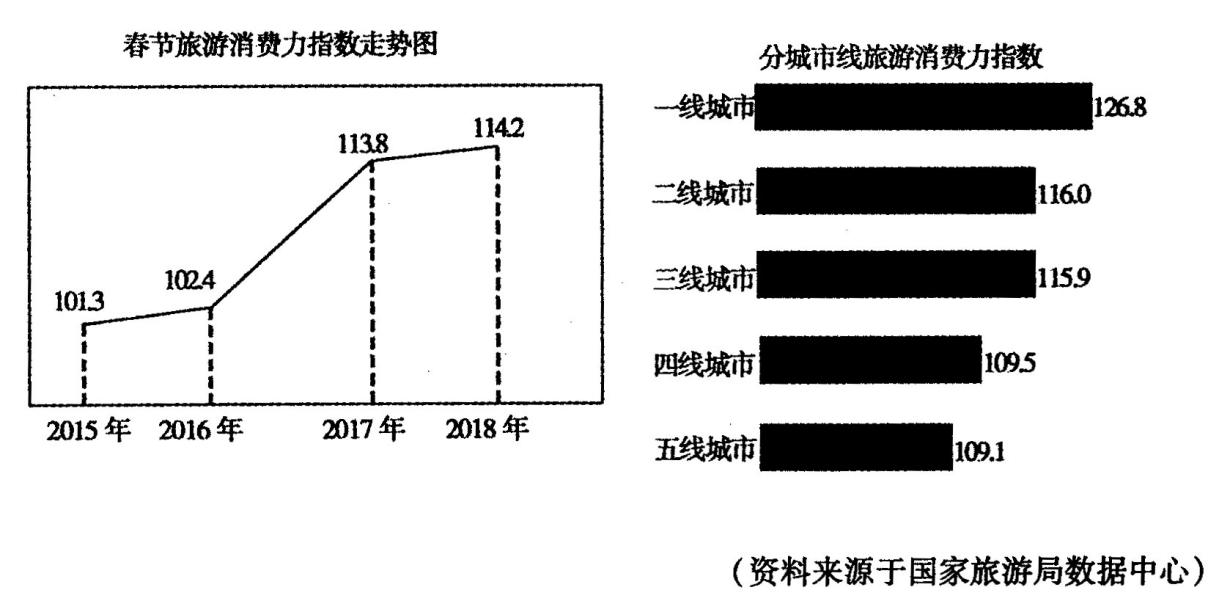 春节旅游消费力指数走势图
101.3
102.4
113.8
114.2
2015年 2016年 2017年 2018年
分城市线旅游消费力指数
一线城市 126.8
二线城市 116.0
三线城市 115.9
四线城市 109.5
五线城市 109.1
(资料来源于国家旅游局数据中心)